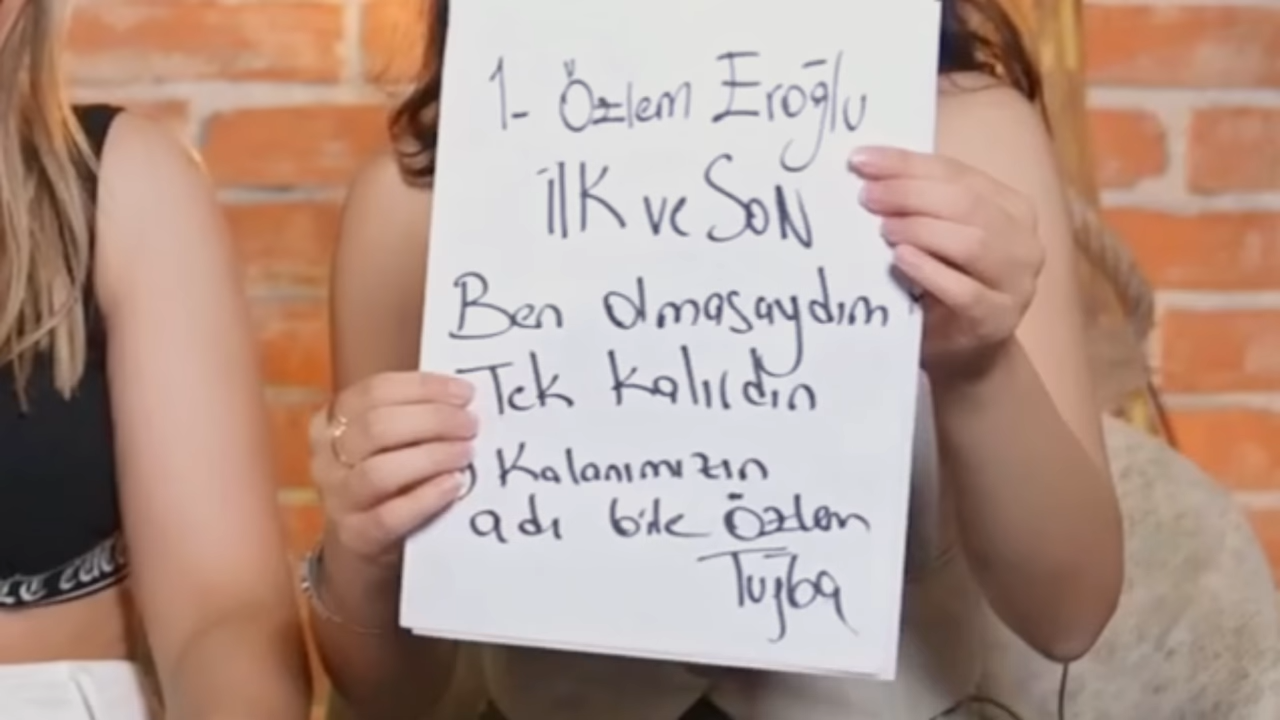 1- Özlem Eroğlu
İLK ve SON
Ben olmasaydım
Tek kalırdın
Kalanımızın
adı bile Özlem
Tuğba